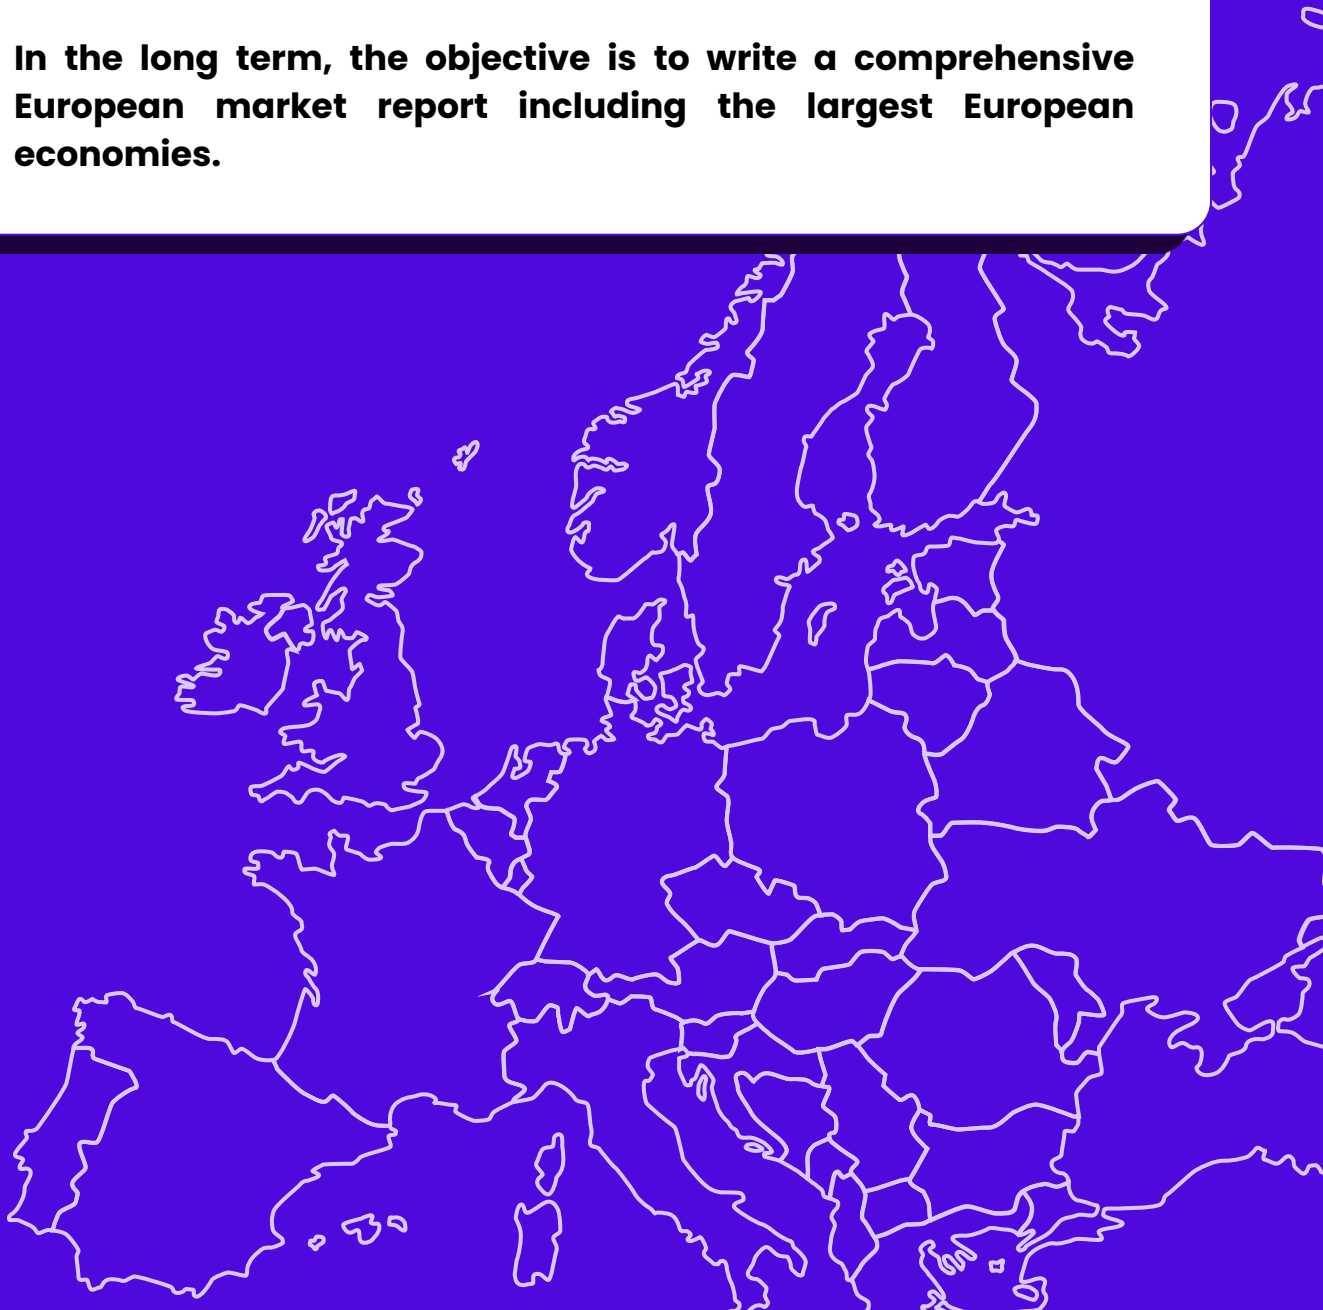 In the long term, the objective is to write a comprehensive
European market report including the largest European
economies.